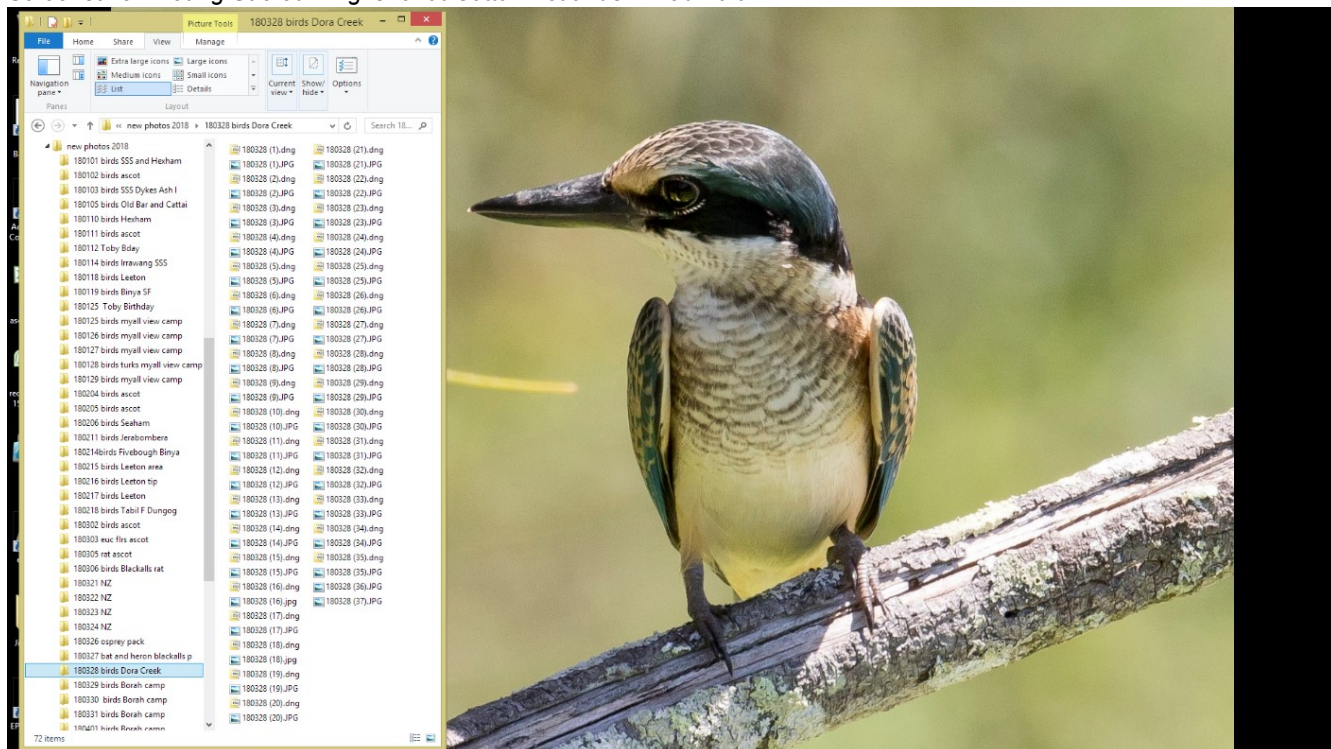 180328 birds Dora Creek
Picture Tools
File Home Share View Manage
Extra large icons Large icons
Medium icons Small icons
List Details
Navigation pane
Current view
Show/ hide
Options
Panes
Layout
« new photos 2018 180328 birds Dora Creek
Search 18...
new photos 2018
180101 birds SSS and Hexham
180102 birds ascot
180103 birds SSS Dykes Ash I
180105 birds Old Bar and Cattai
180110 birds Hexham
180111 birds ascot
180112 Toby Bday
180114 birds Irrawang SSS
180118 birds Leeton
180119 birds Binya SF
180125 Toby Birthday
180125 birds myall view camp
180126 birds myall view camp
180127 birds myall view camp
180128 birds turks myall view camp
180129 birds myall view camp
180204 birds ascot
180205 birds ascot
180206 birds Seaham
180211 birds Jerabombera
180214birds Fivebough Binya
180215 birds Leeton area
180216 birds Leeton tip
180217 birds Leeton
180218 birds Tabil F Dungog
180302 birds ascot
180303 euc flrs ascot
180305 rat ascot
180306 birds Blackalls rat
180321 NZ
180322 NZ
180323 NZ
180324 NZ
180326 osprey pack
180327 bat and heron blackalls p
180328 birds Dora Creek
180329 birds Borah camp
180330 birds Borah camp
180331 birds Borah camp
180401 birds Borah camp
180328 (1).dng
180328 (1).JPG
180328 (2).dng
180328 (2).JPG
180328 (3).dng
180328 (3).JPG
180328 (4).dng
180328 (4).JPG
180328 (5).dng
180328 (5).JPG
180328 (6).dng
180328 (6).JPG
180328 (7).dng
180328 (7).JPG
180328 (8).dng
180328 (8).JPG
180328 (9).dng
180328 (9).JPG
180328 (10).dng
180328 (10).JPG
180328 (11).dng
180328 (11).JPG
180328 (12).dng
180328 (12).JPG
180328 (13).dng
180328 (13).JPG
180328 (14).dng
180328 (14).JPG
180328 (15).dng
180328 (15).JPG
180328 (16).dng
180328 (16).jpg
180328 (17).dng
180328 (17).JPG
180328 (18).dng
180328 (18).jpg
180328 (19).dng
180328 (19).JPG
180328 (20).dng
180328 (20).JPG
180328 (21).dng
180328 (21).JPG
180328 (22).dng
180328 (22).JPG
180328 (23).dng
180328 (23).JPG
180328 (24).dng
180328 (24).JPG
180328 (25).dng
180328 (25).JPG
180328 (26).dng
180328 (26).JPG
180328 (27).dng
180328 (27).JPG
180328 (28).dng
180328 (28).JPG
180328 (29).dng
180328 (29).JPG
180328 (30).dng
180328 (30).JPG
180328 (31).dng
180328 (31).JPG
180328 (32).dng
180328 (32).JPG
180328 (33).dng
180328 (33).JPG
180328 (34).dng
180328 (34).JPG
180328 (35).dng
180328 (35).JPG
180328 (36).JPG
180328 (37).JPG
72 items